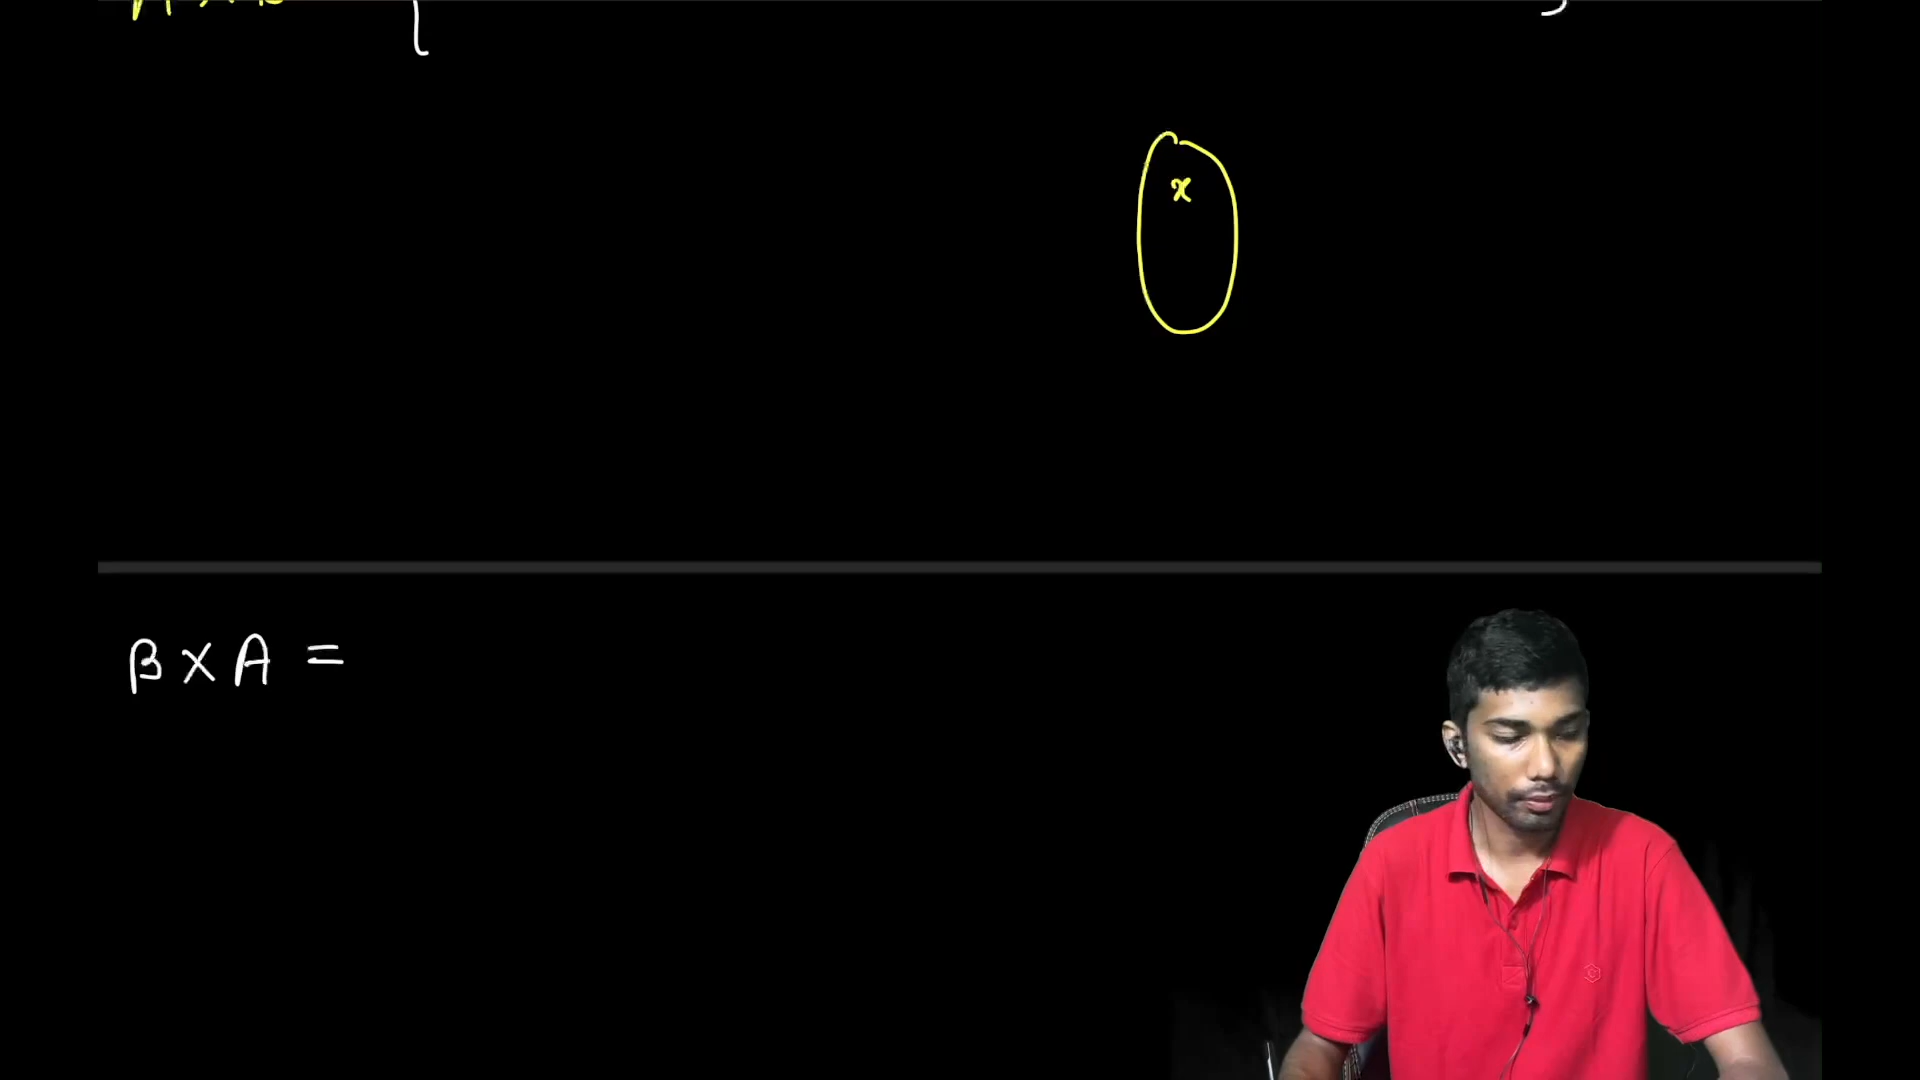 x
B × A =